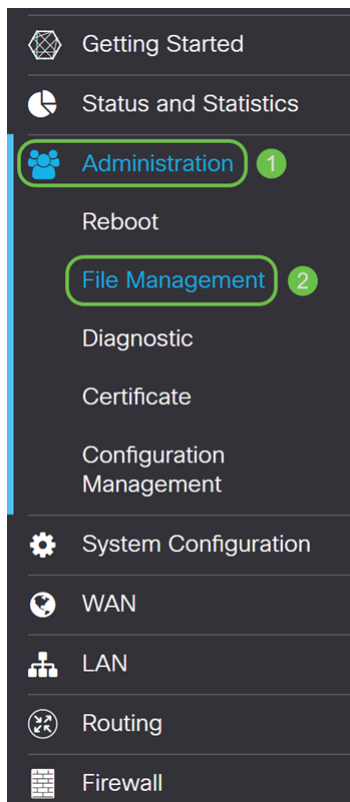 Getting Started
Status and Statistics
Administration 1
Reboot
File Management 2
Diagnostic
Certificate
Configuration
Management
System Configuration
WAN
LAN
Routing
Firewall